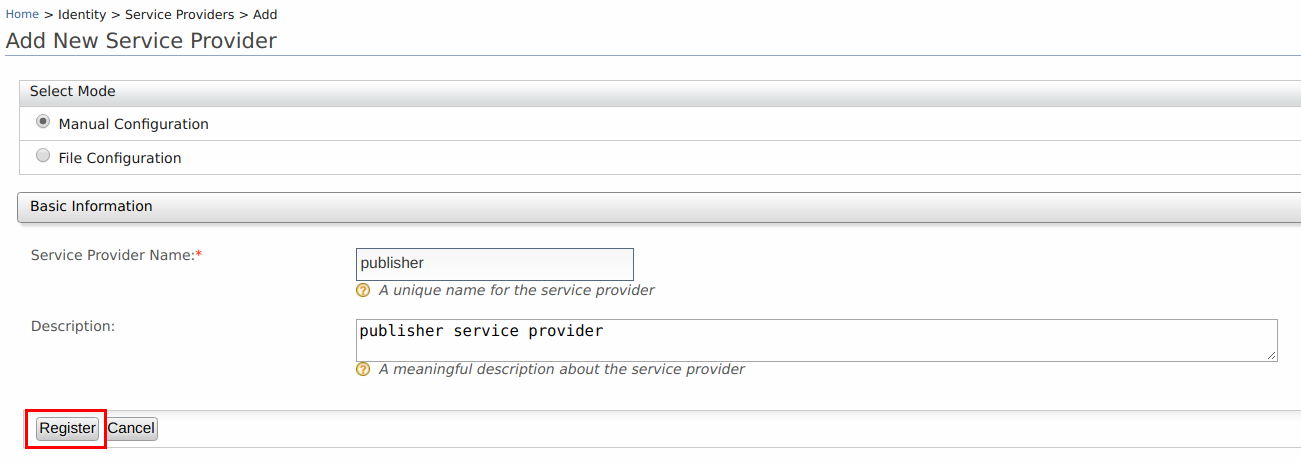 Home > Identity > Service Providers > Add
Add New Service Provider
Select Mode
Manual Configuration
File Configuration
Basic Information
Service Provider Name:*
publisher
? A unique name for the service provider
Description:
publisher service provider
? A meaningful description about the service provider
Register Cancel